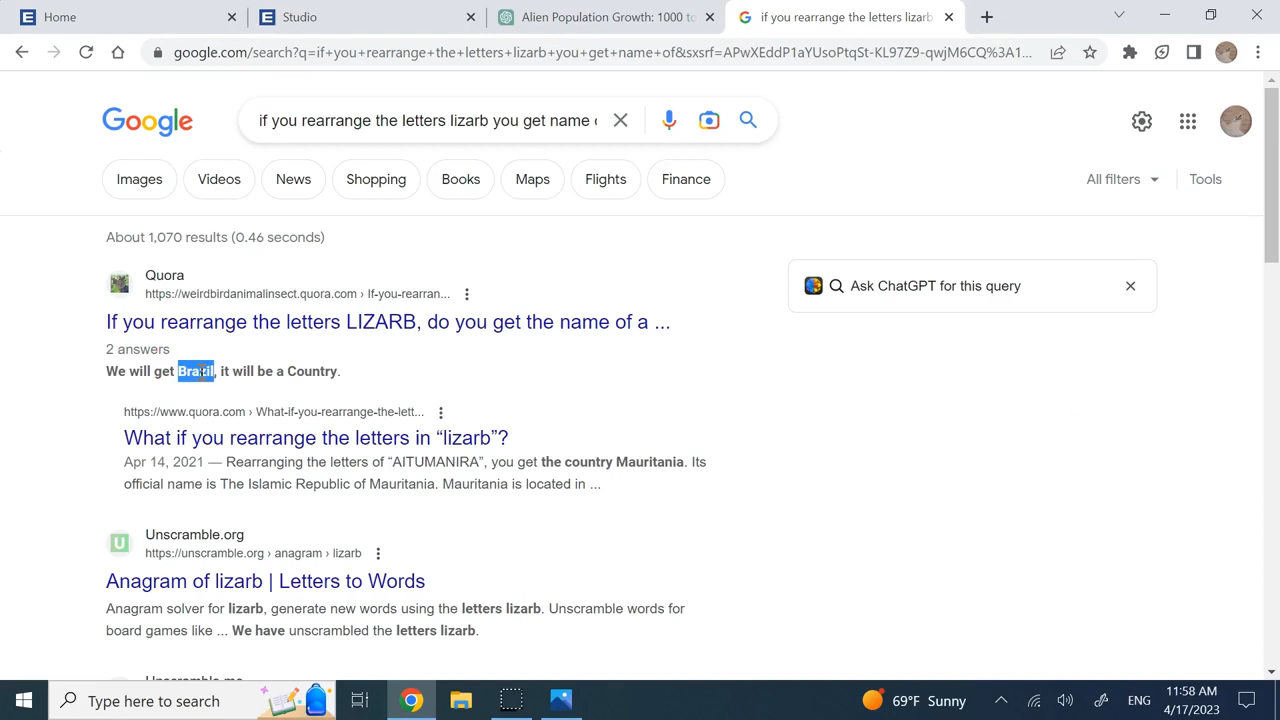 Home
Studio
Alien Population Growth: 1000 to
if you rearrange the letters lizarb
google.com/search?q=if+you+rearrange+the+letters+lizarb+you+get+name+of&sxsrf=APwXEddP1aYUsoPtqSt-KL97Z9-qwjM6CQ%3A1...
Google
if you rearrange the letters lizarb you get name o
Images
Videos
News
Shopping
Books
Maps
Flights
Finance
All filters
Tools
About 1,070 results (0.46 seconds)
Quora
https://weirdbirdanimalinsect.quora.com › If-you-rearran...
If you rearrange the letters LIZARB, do you get the name of a ...
2 answers
We will get Brazil, it will be a Country.
https://www.quora.com › What-if-you-rearrange-the-lett...
What if you rearrange the letters in “lizarb”?
Apr 14, 2021 — Rearranging the letters of “AITUMANIRA”, you get the country Mauritania. Its
official name is The Islamic Republic of Mauritania. Mauritania is located in ...
U
Unscramble.org
https://unscramble.org › anagram › lizarb
Anagram of lizarb | Letters to Words
Anagram solver for lizarb, generate new words using the letters lizarb. Unscramble words for
board games like ... We have unscrambled the letters lizarb.
Ask ChatGPT for this query
Type here to search
69°F Sunny
ENG
11:58 AM
4/17/2023